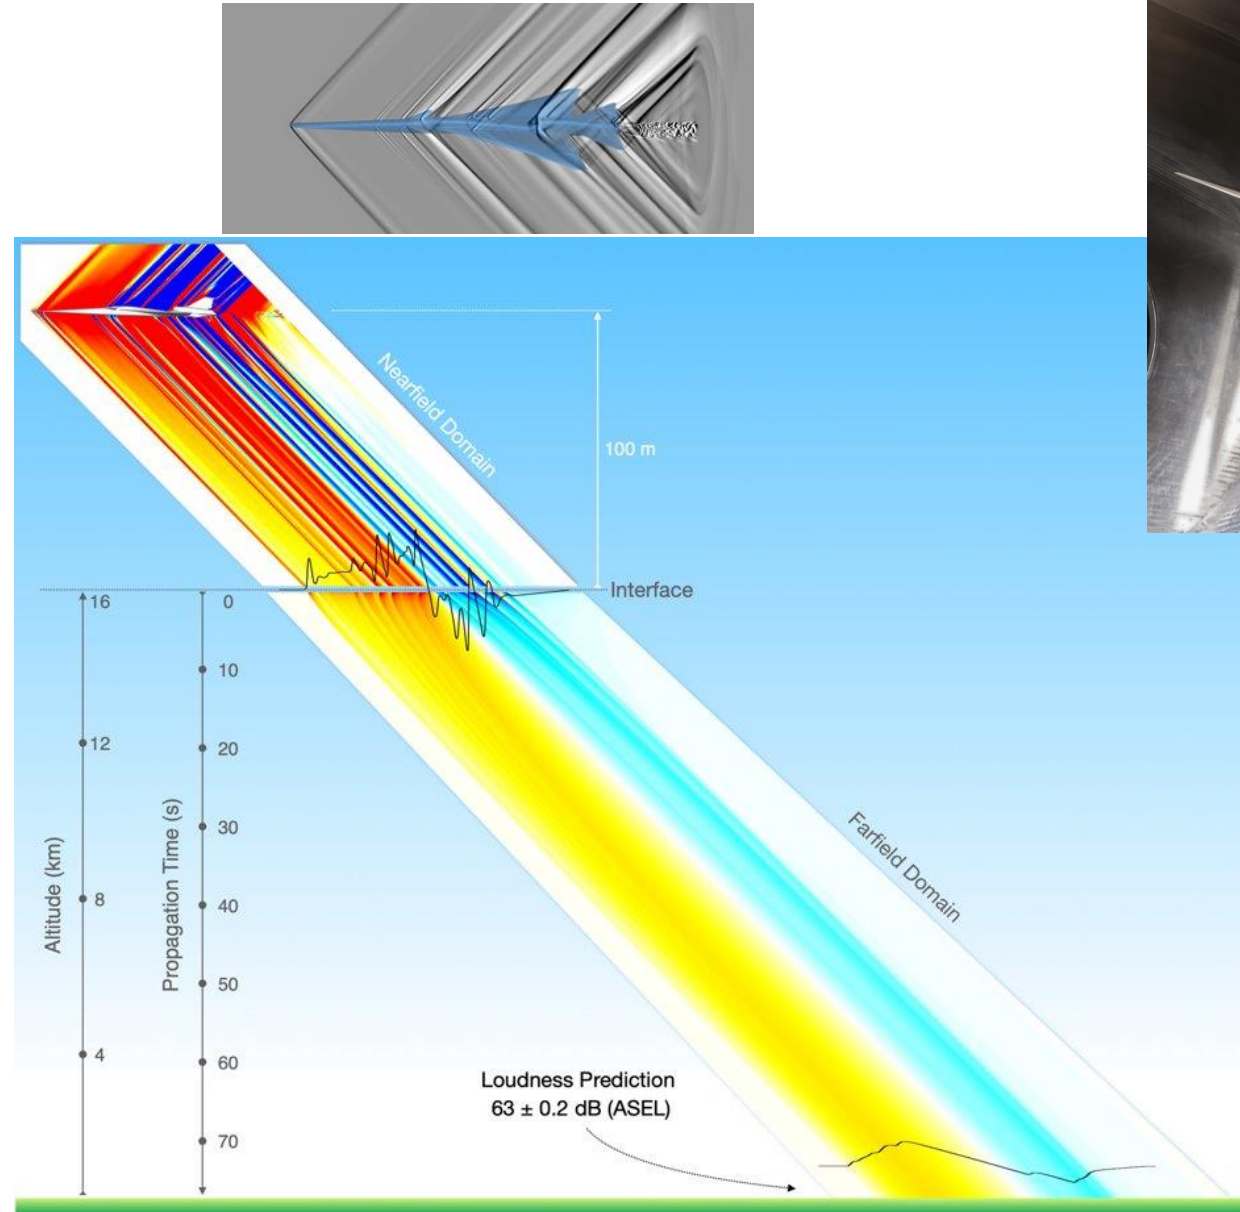 Nearfield Domain
100 m
Interface
16
0
10
12
20
30
8
40
50
4
60
70
Altitude (km)
Propagation Time (s)
Farfield Domain
Loudness Prediction
63 ± 0.2 dB (ASEL)